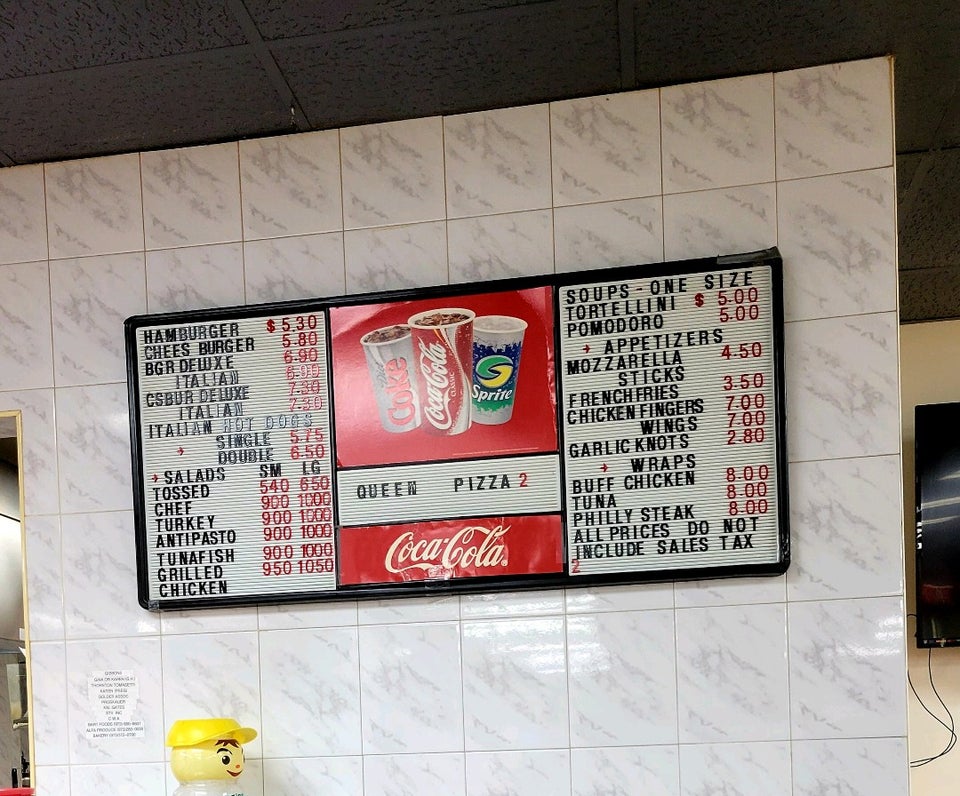 HAMBURGER $ 5.30
CHEES BURGER 5.80
BGR DELUXE 6.90
ITALIAN 6.90
CSBUR DELUXE 7.30
ITALIAN 7.30
ITALIAN HOT DOGS
SINGLE 5.75
DOUBLE 6.50
SALADS SM LG
TOSSED 540 650
CHEF 900 1000
TURKEY 900 1000
ANTIPASTO 900 1000
TUNAFISH 900 1000
GRILLED 950 1050
CHICKEN
diet Coke
Coca-Cola
CLASSIC
Sprite
QUEEN PIZZA 2
Coca-Cola
SOUPS - ONE SIZE
TORTELLINI $ 5.00
POMODORO 5.00
APPETIZERS
MOZZARELLA 4.50
STICKS
FRENCH FRIES 3.50
CHICKEN FINGERS 7.00
WINGS 7.00
GARLIC KNOTS 2.80
WRAPS
BUFF CHICKEN 8.00
TUNA 8.00
PHILLY STEAK 8.00
ALL PRICES DO NOT
INCLUDE SALES TAX
2